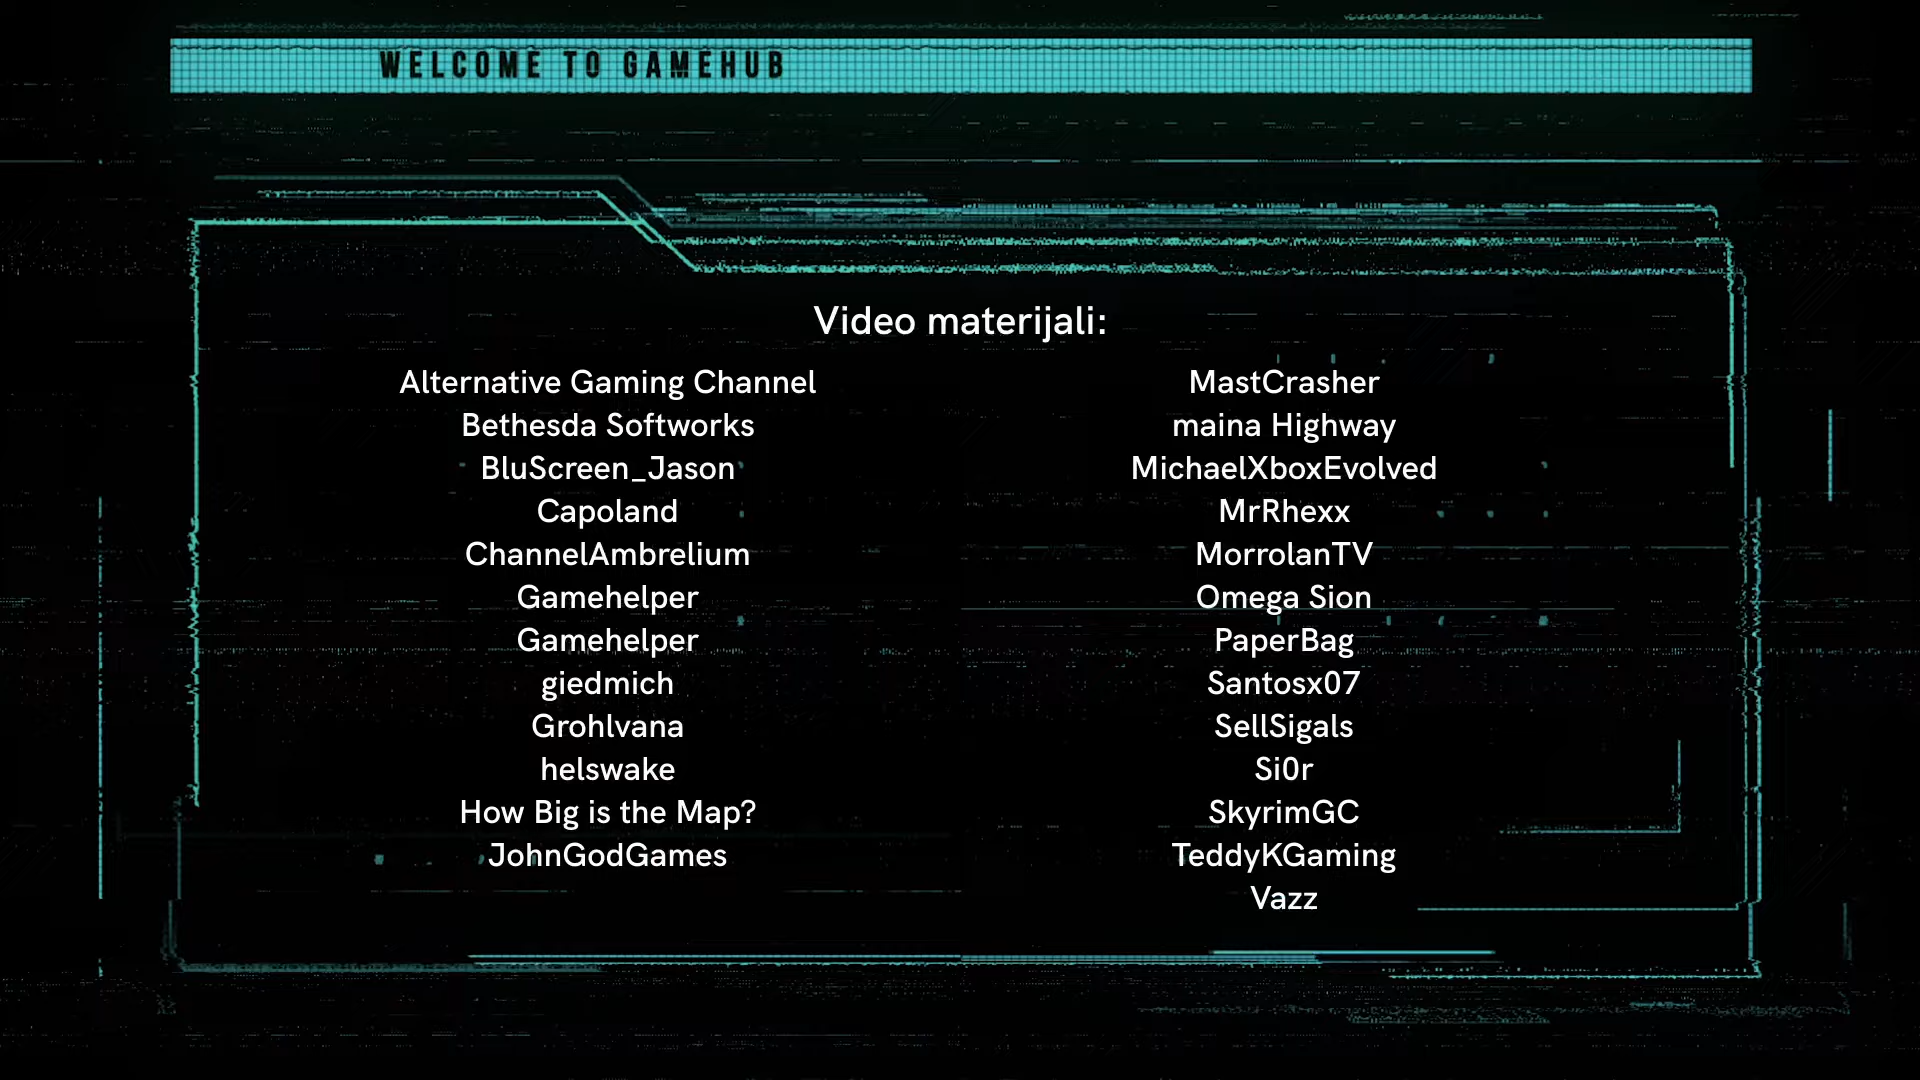 WELCOME TO GAMEHUB
Video materijali:
Alternative Gaming Channel
Bethesda Softworks
BluScreen_Jason
Capoland
ChannelAmbrelium
Gamehelper
Gamehelper
giedmich
Grohlvana
helswake
How Big is the Map?
JohnGodGames
MastCrasher
maina Highway
MichaelXboxEvolved
MrRhexx
MorrolanTV
Omega Sion
PaperBag
Santosx07
SellSigals
Si0r
SkyrimGC
TeddyKGaming
Vazz